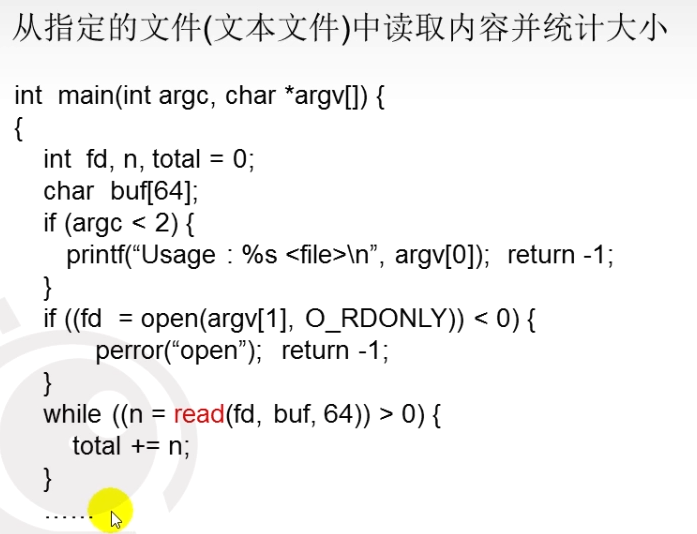 从指定的文件(文本文件)中读取内容并统计大小
int  main(int argc, char *argv[]) {
{
int  fd, n, total = 0;
char  buf[64];
if (argc < 2) {
printf(“Usage : %s <file>\n”, argv[0]);  return -1;
}
if ((fd  = open(argv[1], O_RDONLY)) < 0) {
perror(“open”);  return -1;
}
while ((n = read(fd, buf, 64)) > 0) {
total += n;
}
……